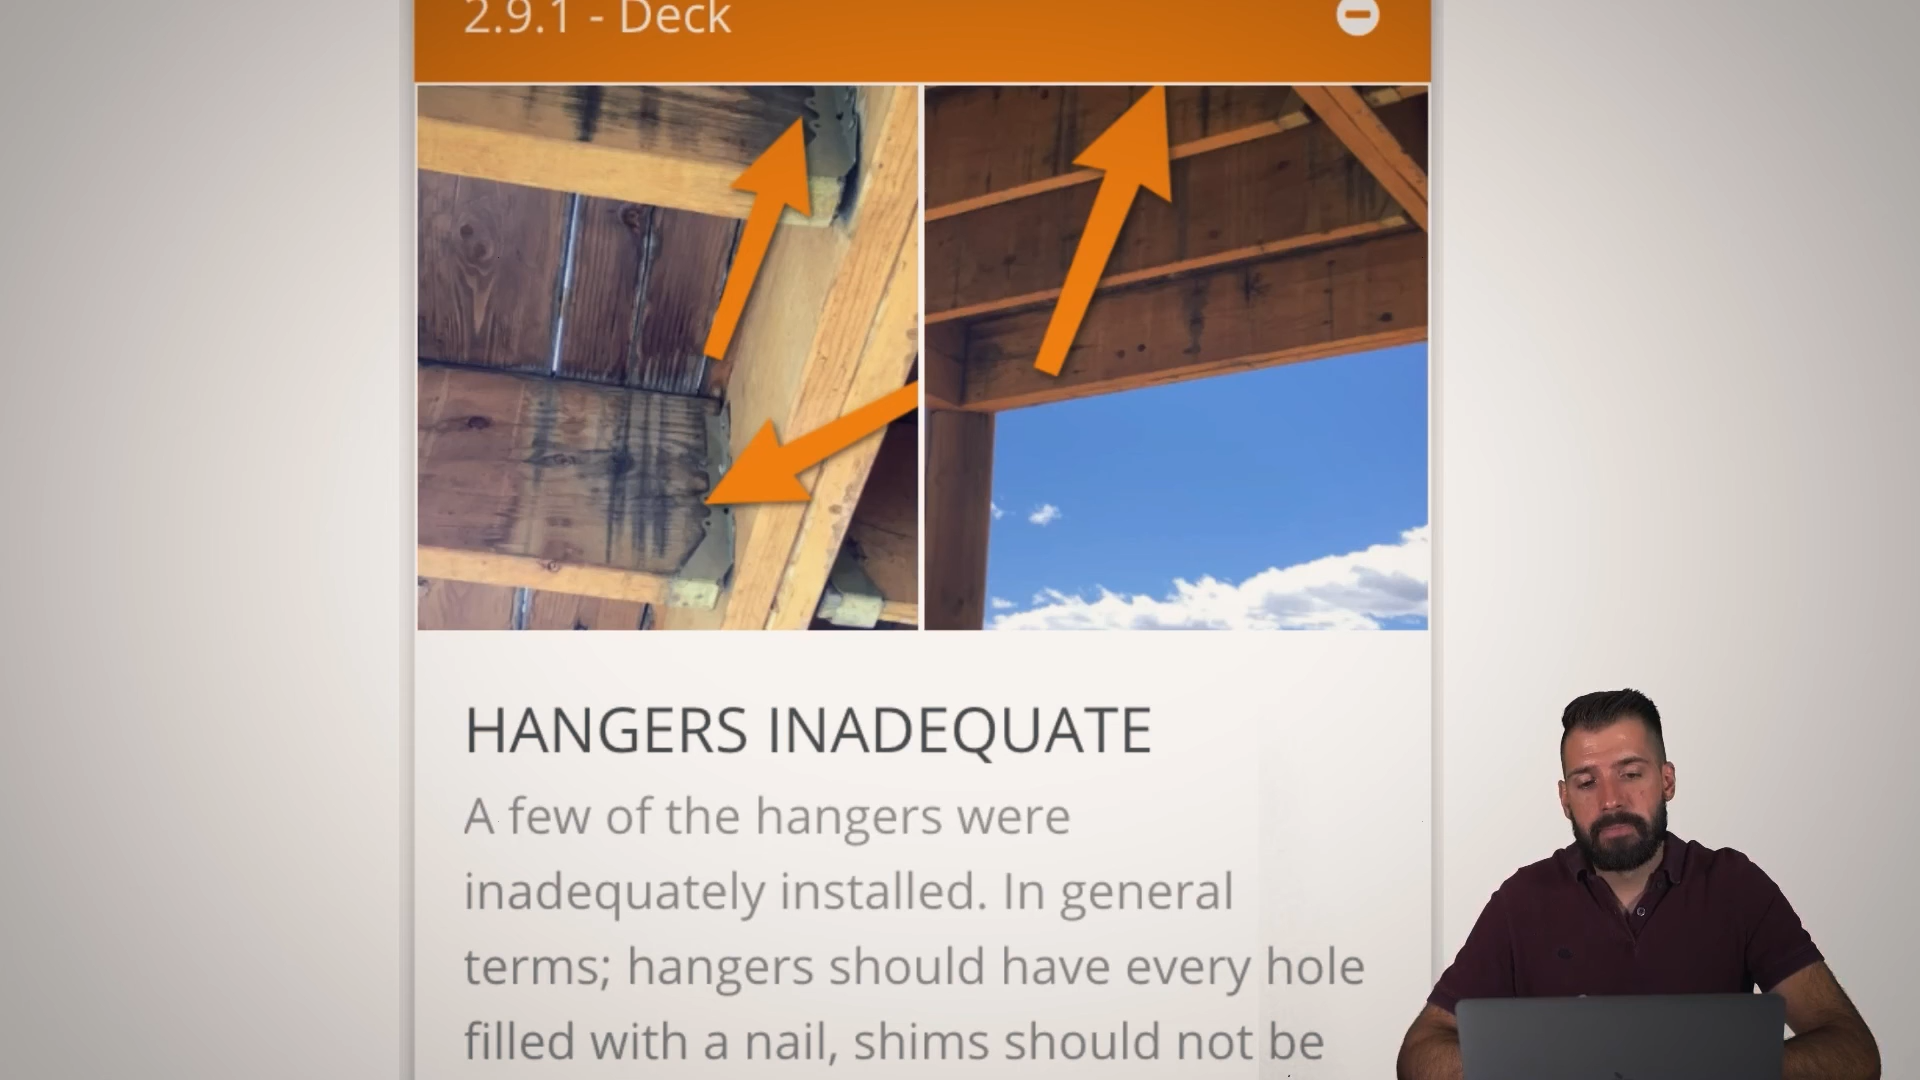 2.9.1 - Deck
HANGERS INADEQUATE
A few of the hangers were
inadequately installed. In general
terms; hangers should have every hole
filled with a nail, shims should not be